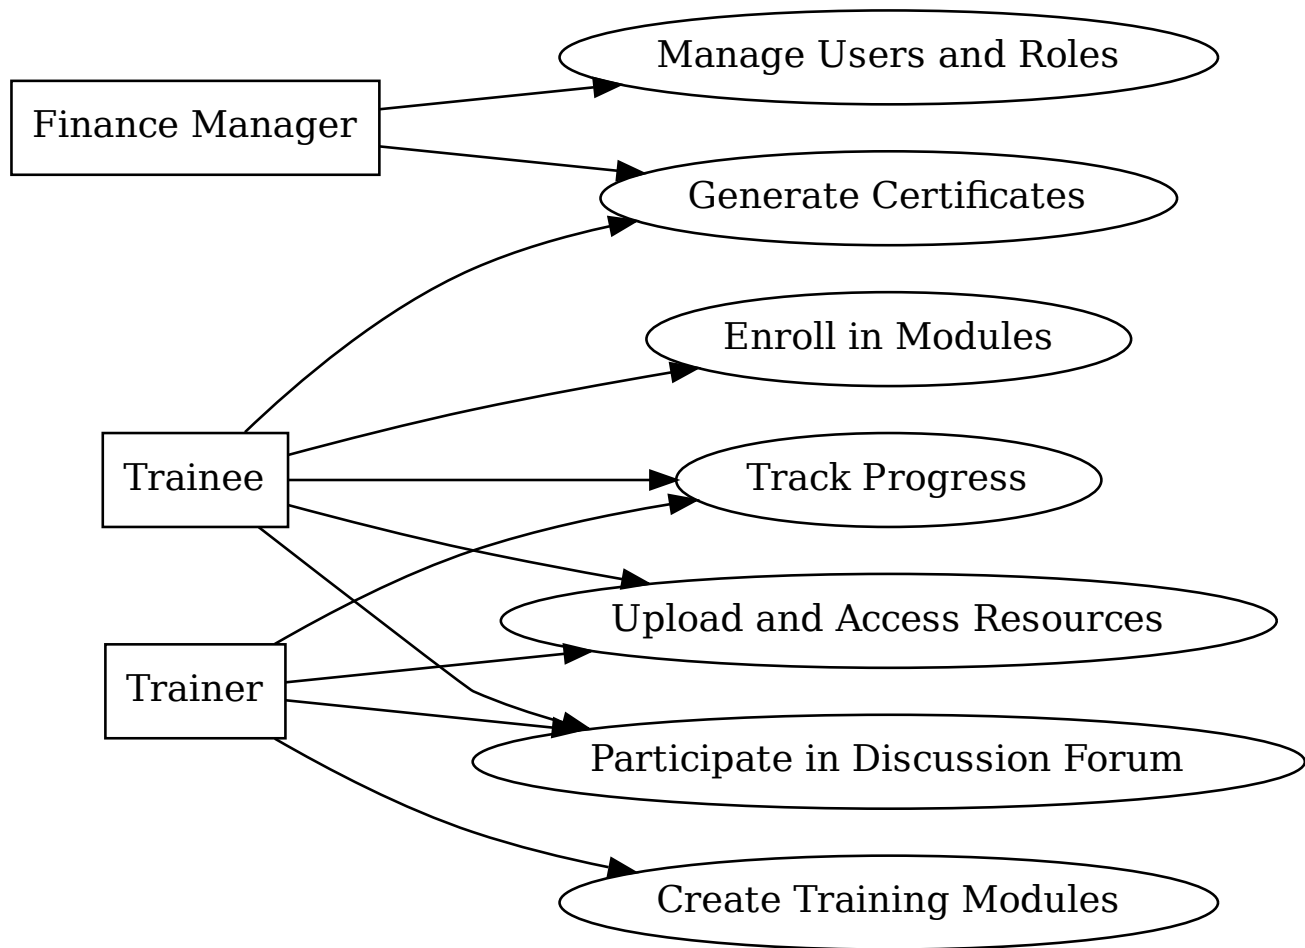 Manage Users and Roles
Finance Manager
Generate Certificates
Enroll in Modules
Trainee
Track Progress
Upload and Access Resources
Trainer
Participate in Discussion Forum
Create Training Modules